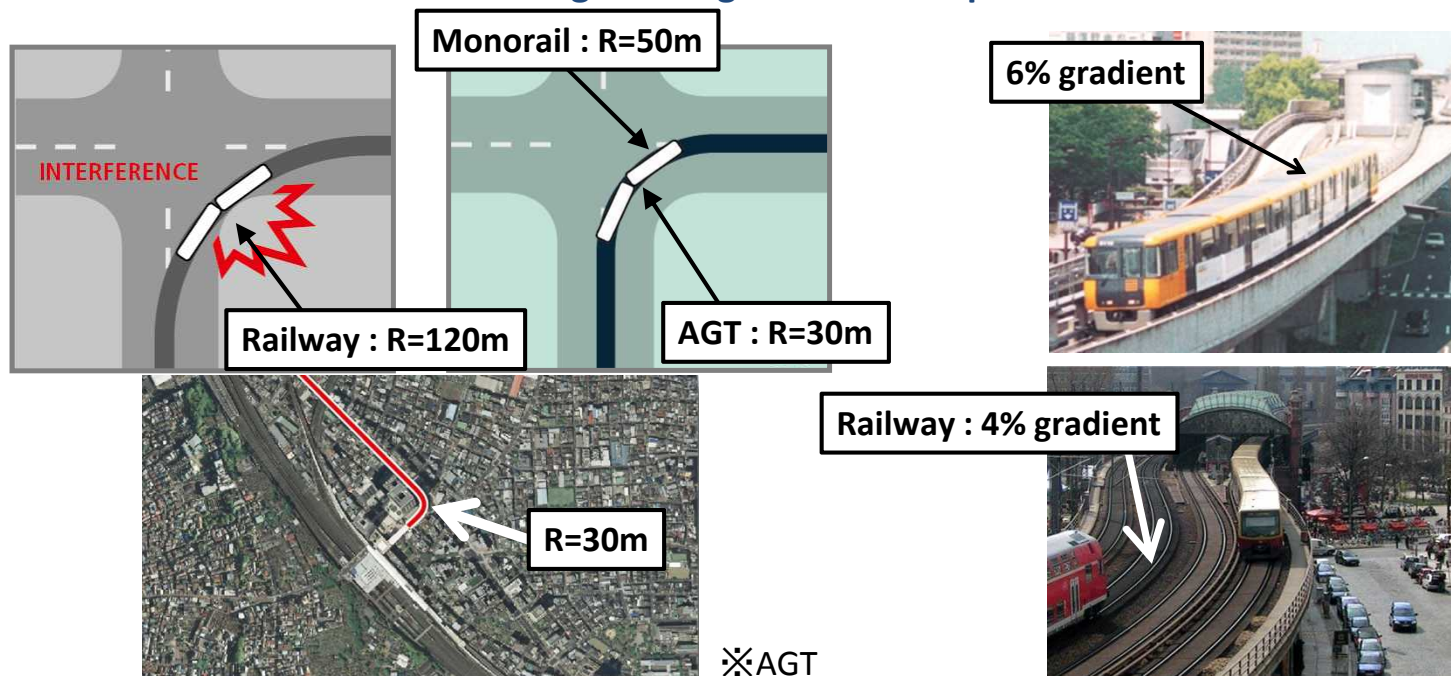 Monorail : R=50m
6% gradient
INTERFERENCE
Railway : R=120m
AGT : R=30m
Railway : 4% gradient
R=30m
※AGT